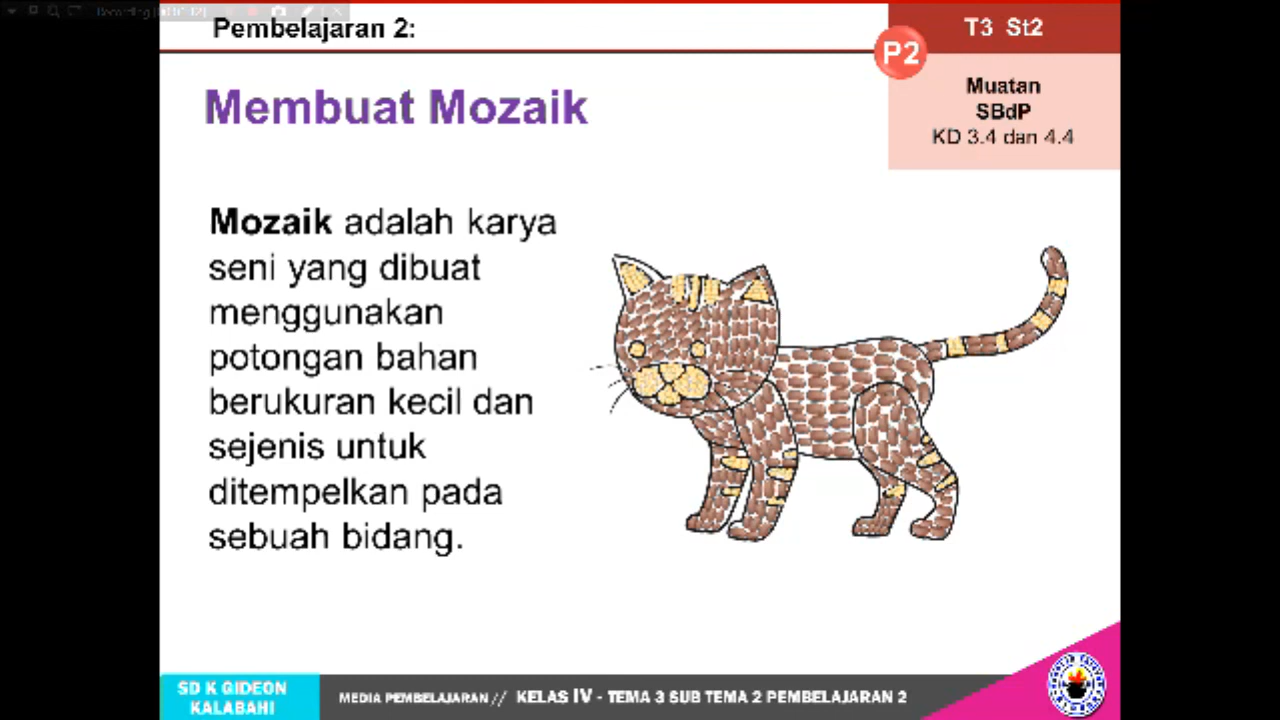 Pembelajaran 2:
T3 St2
P2
Muatan
SBdP
KD 3.4 dan 4.4
Membuat Mozaik
Mozaik adalah karya
seni yang dibuat
menggunakan
potongan bahan
berukuran kecil dan
sejenis untuk
ditempelkan pada
sebuah bidang.
SD K GIDEON
KALABAHI
MEDIA PEMBELAJARAN // KELAS IV - TEMA 3 SUB TEMA 2 PEMBELAJARAN 2